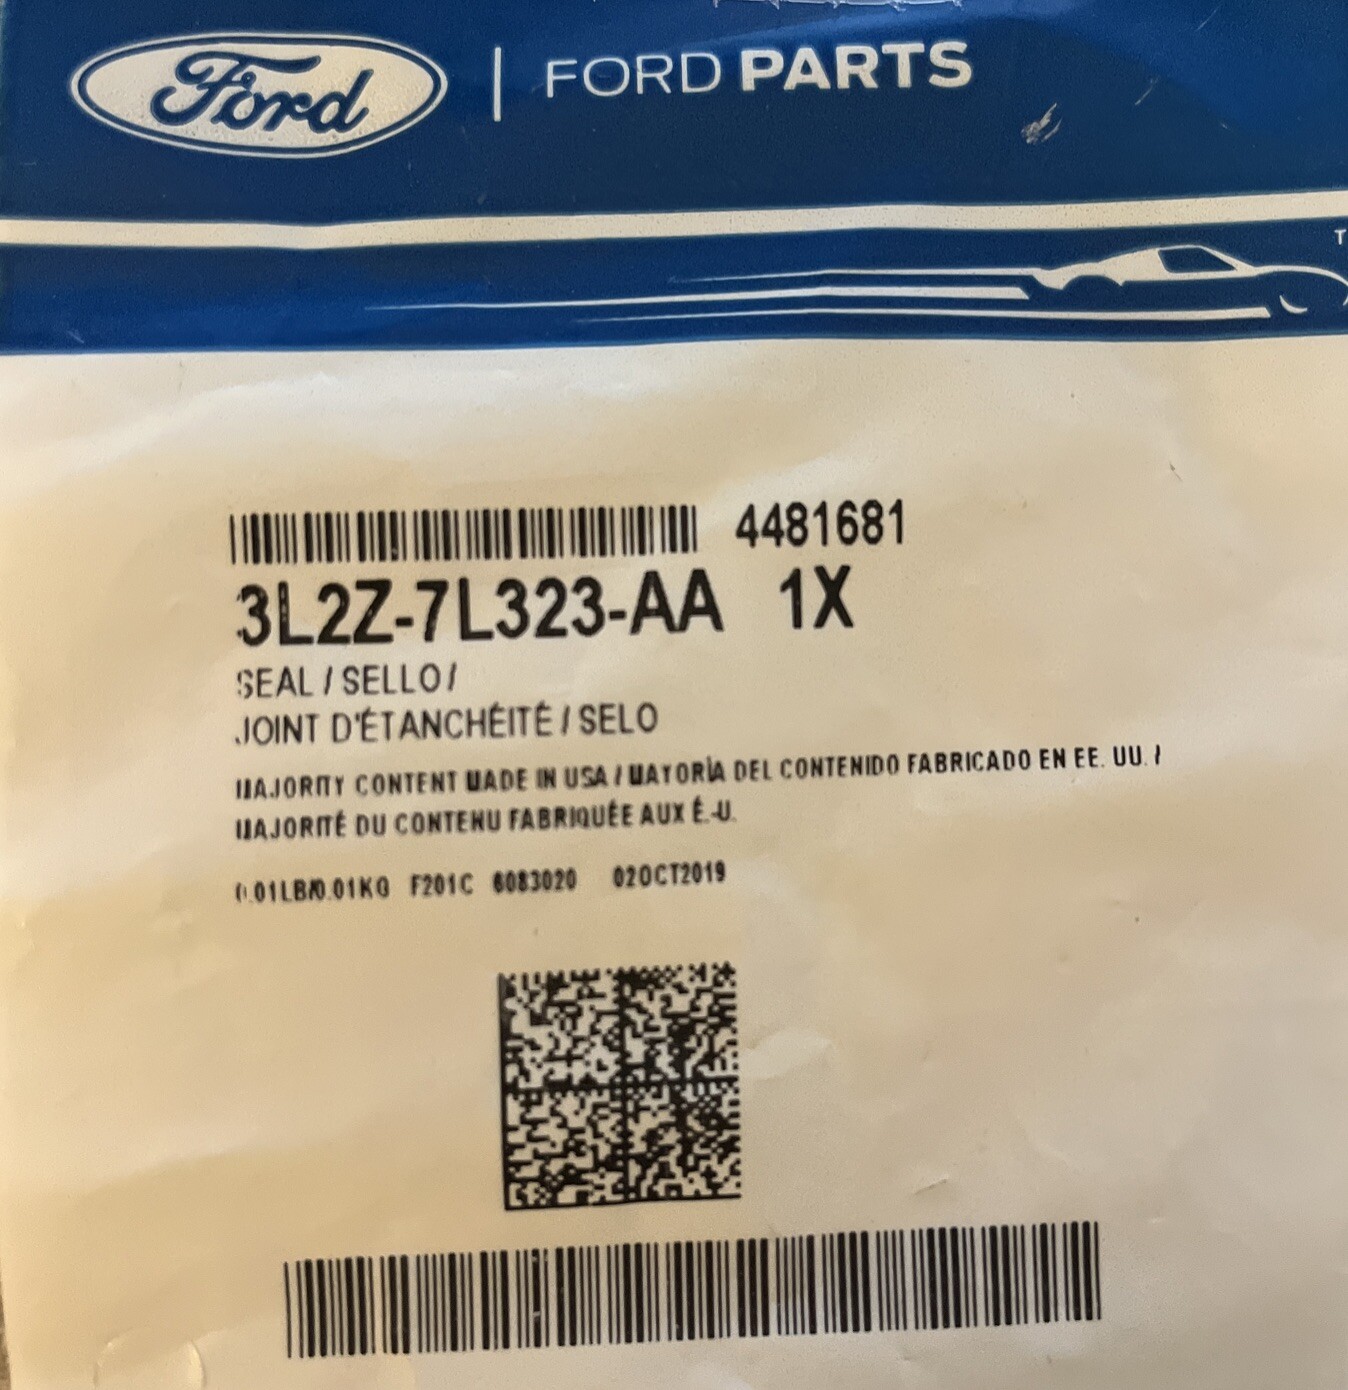 Ford | FORD PARTS
4481681
3L2Z-7L323-AA 1X
SEAL / SELLO /
JOINT D'ÉTANCHÉITÉ / SELO
MAJORITY CONTENT MADE IN USA / MAYORÍA DEL CONTENIDO FABRICADO EN EE. UU. /
MAJORITÉ DU CONTENU FABRIQUÉE AUX É.-U.
0.01LB/0.01KG F201C 6083020 02OCT2019